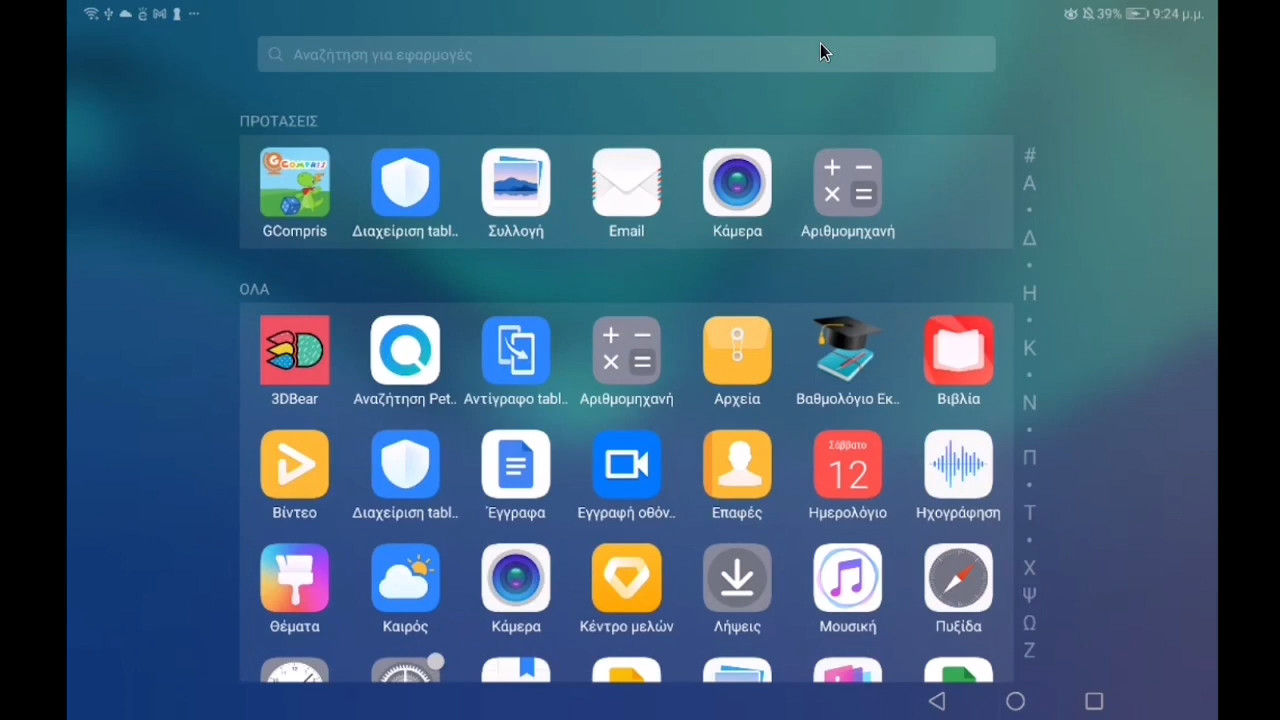 39% 9:24 μ.μ.
Αναζήτηση για εφαρμογές
ΠΡΟΤΑΣΕΙΣ
GCOMPRIS
GCompris Διαχείριση tabl.. Συλλογή Email Κάμερα Αριθμομηχανή
ΟΛΑ
3DBear Αναζήτηση Pet.. Αντίγραφο tabl.. Αριθμομηχανή Αρχεία Βαθμολόγιο Εκ.. Βιβλία
Σάββατο
12
Βίντεο Διαχείριση tabl.. Έγγραφα Εγγραφή οθόν.. Επαφές Ημερολόγιο Ηχογράφηση
Θέματα Καιρός Κάμερα Κέντρο μελών Λήψεις Μουσική Πυξίδα
#
Α
Δ
Η
Κ
Ν
Π
Τ
Χ
Ψ
Ω
Z